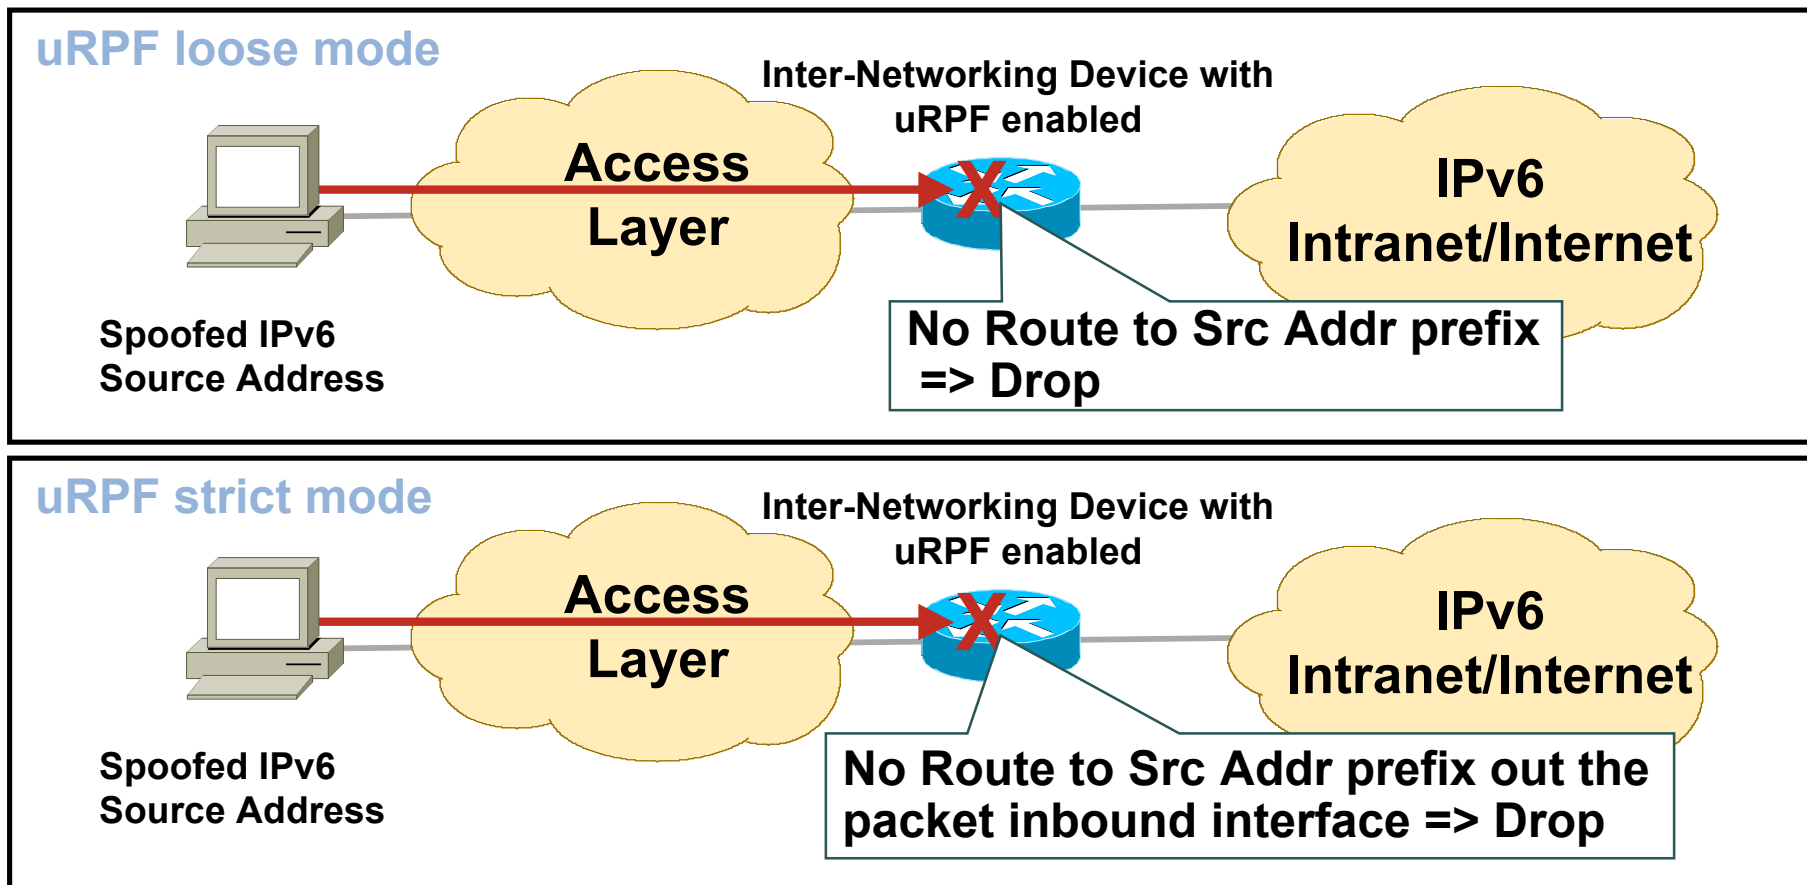 uRPF loose mode
Inter-Networking Device with
uRPF enabled
Access
Layer
X
IPv6
Intranet/Internet
Spoofed IPv6
Source Address
No Route to Src Addr prefix
=> Drop
uRPF strict mode
Inter-Networking Device with
uRPF enabled
Access
Layer
X
IPv6
Intranet/Internet
Spoofed IPv6
Source Address
No Route to Src Addr prefix out the
packet inbound interface => Drop